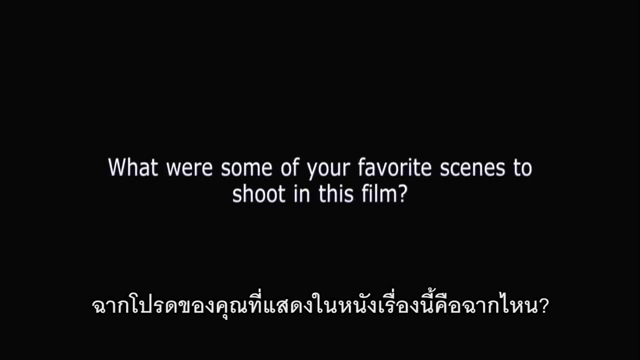 What were some of your favorite scenes to
shoot in this film?
ฉากโปรดของคุณที่แสดงในหนังเรื่องนี้คือฉากไหน?